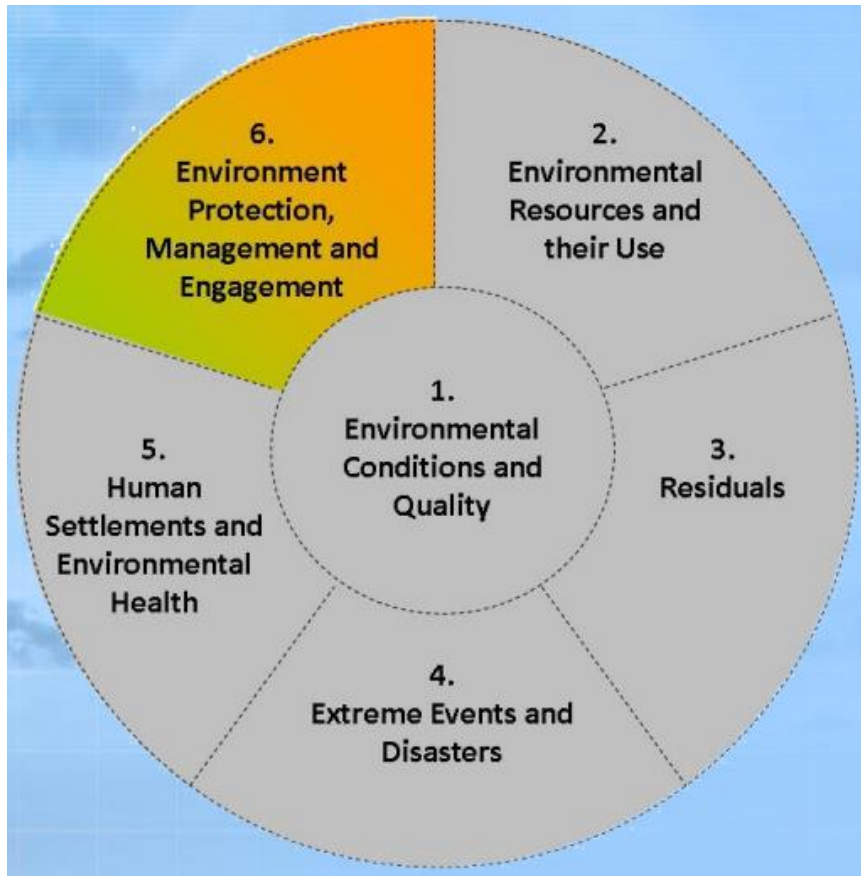 1.
Environmental
Conditions and
Quality
2.
Environmental
Resources and
their Use
3.
Residuals
4.
Extreme Events and
Disasters
5.
Human
Settlements and
Environmental
Health
6.
Environment
Protection,
Management and
Engagement